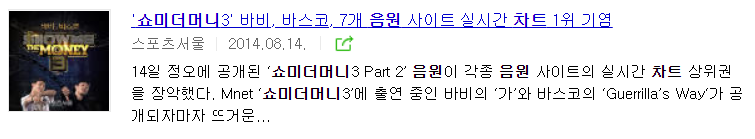 '쇼미더머니3' 바비, 바스코, 7개 음원 사이트 실시간 차트 1위 기염
스포츠서울 | 2014.08.14. |
14일 정오에 공개된 ‘쇼미더머니3 Part 2’ 음원이 각종 음원 사이트의 실시간 차트 상위권
을 장악했다. Mnet ‘쇼미더머니3’에 출연 중인 바비의 ‘가’와 바스코의 ‘Guerrilla’s Way’가 공
개되자마자 뜨거운...
SHOW ME
THE MONEY
3